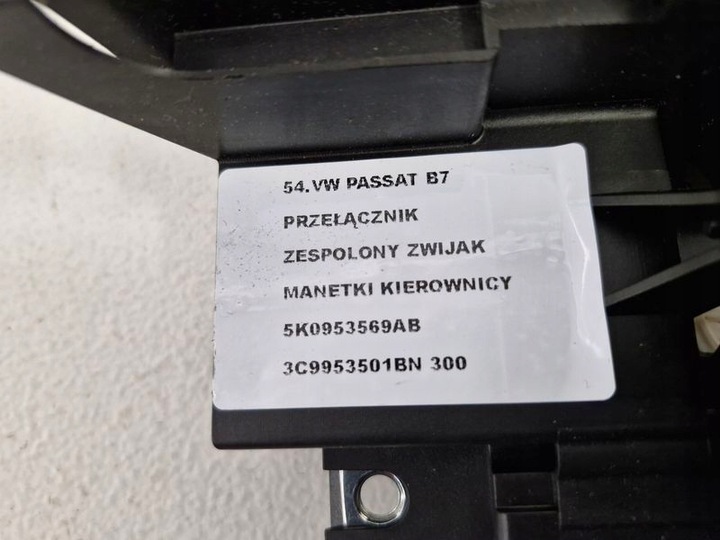 54.VW PASSAT B7
PRZEŁĄCZNIK
ZESPOLONY ZWIJAK
MANETKI KIEROWNICY
5K0953569AB
3C9953501BN 300